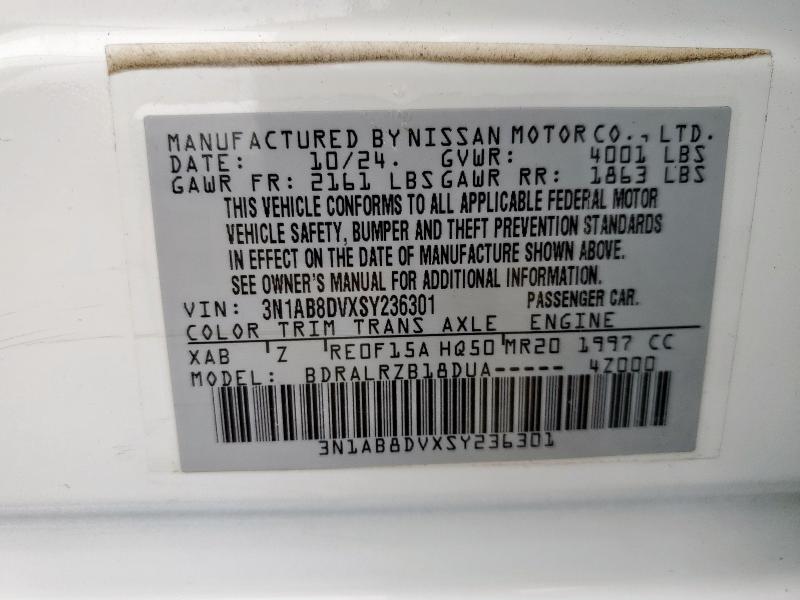 MANUFACTURED BY NISSAN MOTOR CO., LTD.
DATE: 10/24. GVWR: 4001 LBS
GAWR FR: 2161 LBS GAWR RR: 1863 LBS
THIS VEHICLE CONFORMS TO ALL APPLICABLE FEDERAL MOTOR
VEHICLE SAFETY, BUMPER AND THEFT PREVENTION STANDARDS
IN EFFECT ON THE DATE OF MANUFACTURE SHOWN ABOVE.
SEE OWNER'S MANUAL FOR ADDITIONAL INFORMATION.
VIN: 3N1AB8DVXSY236301 PASSENGER CAR.
COLOR TRIM TRANS AXLE ENGINE
XAB Z RE0F15A HQ50 MR20 1997 CC
MODEL: BDRALRZB18DUA----- 4Z000
3N1AB8DVXSY236301